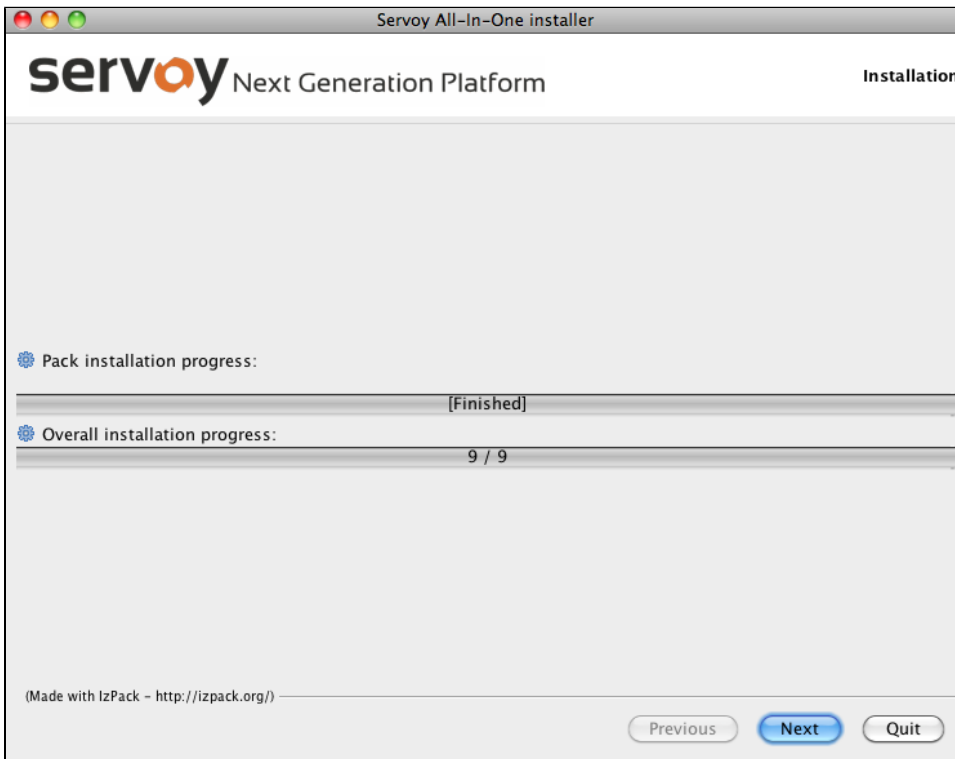 Servoy All-In-One installer
servoy Next Generation Platform
Installation
Pack installation progress:
[Finished]
Overall installation progress:
9 / 9
(Made with IzPack - http://izpack.org/)
Previous Next Quit